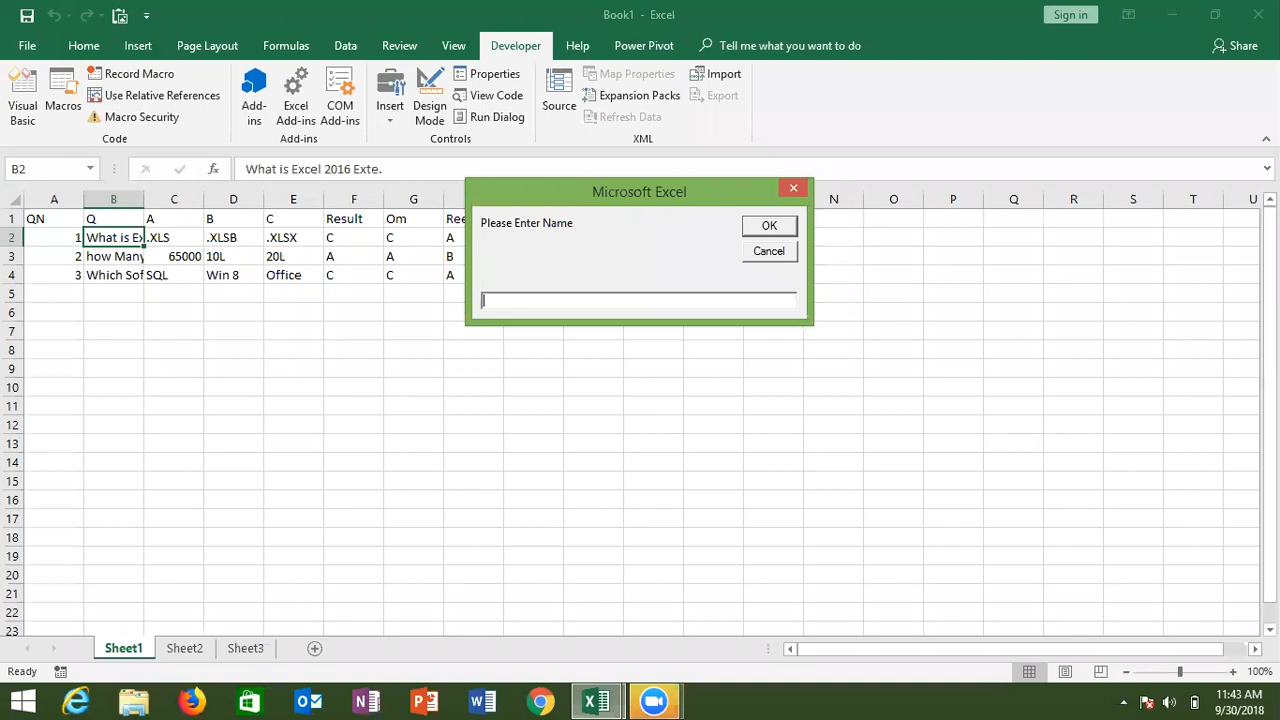 Book1 - Excel
Sign in
File Home Insert Page Layout Formulas Data Review View Developer Help Power Pivot Tell me what you want to do Share
Visual Basic
Macros
Record Macro
Use Relative References
Macro Security
Code
Add-ins
Excel Add-ins
COM Add-ins
Add-ins
Insert
Design Mode
Properties
View Code
Run Dialog
Controls
Source
Map Properties
Expansion Packs
Refresh Data
Import
Export
XML
B2 fx What is Excel 2016 Exte.
Microsoft Excel
Please Enter Name
OK
Cancel
A B C D E F G N O P Q R S T U
1 QN Q A B C Result Om
2 1 What is Ex .XLS .XLSB .XLSX C C A
3 2 how Many 65000 10L 20L A A B
4 3 Which Sof SQL Win 8 Office C C A
5
6
7
8
9
10
11
12
13
14
15
16
17
18
19
20
21
22
23
Sheet1 Sheet2 Sheet3
Ready 100%
11:43 AM
9/30/2018